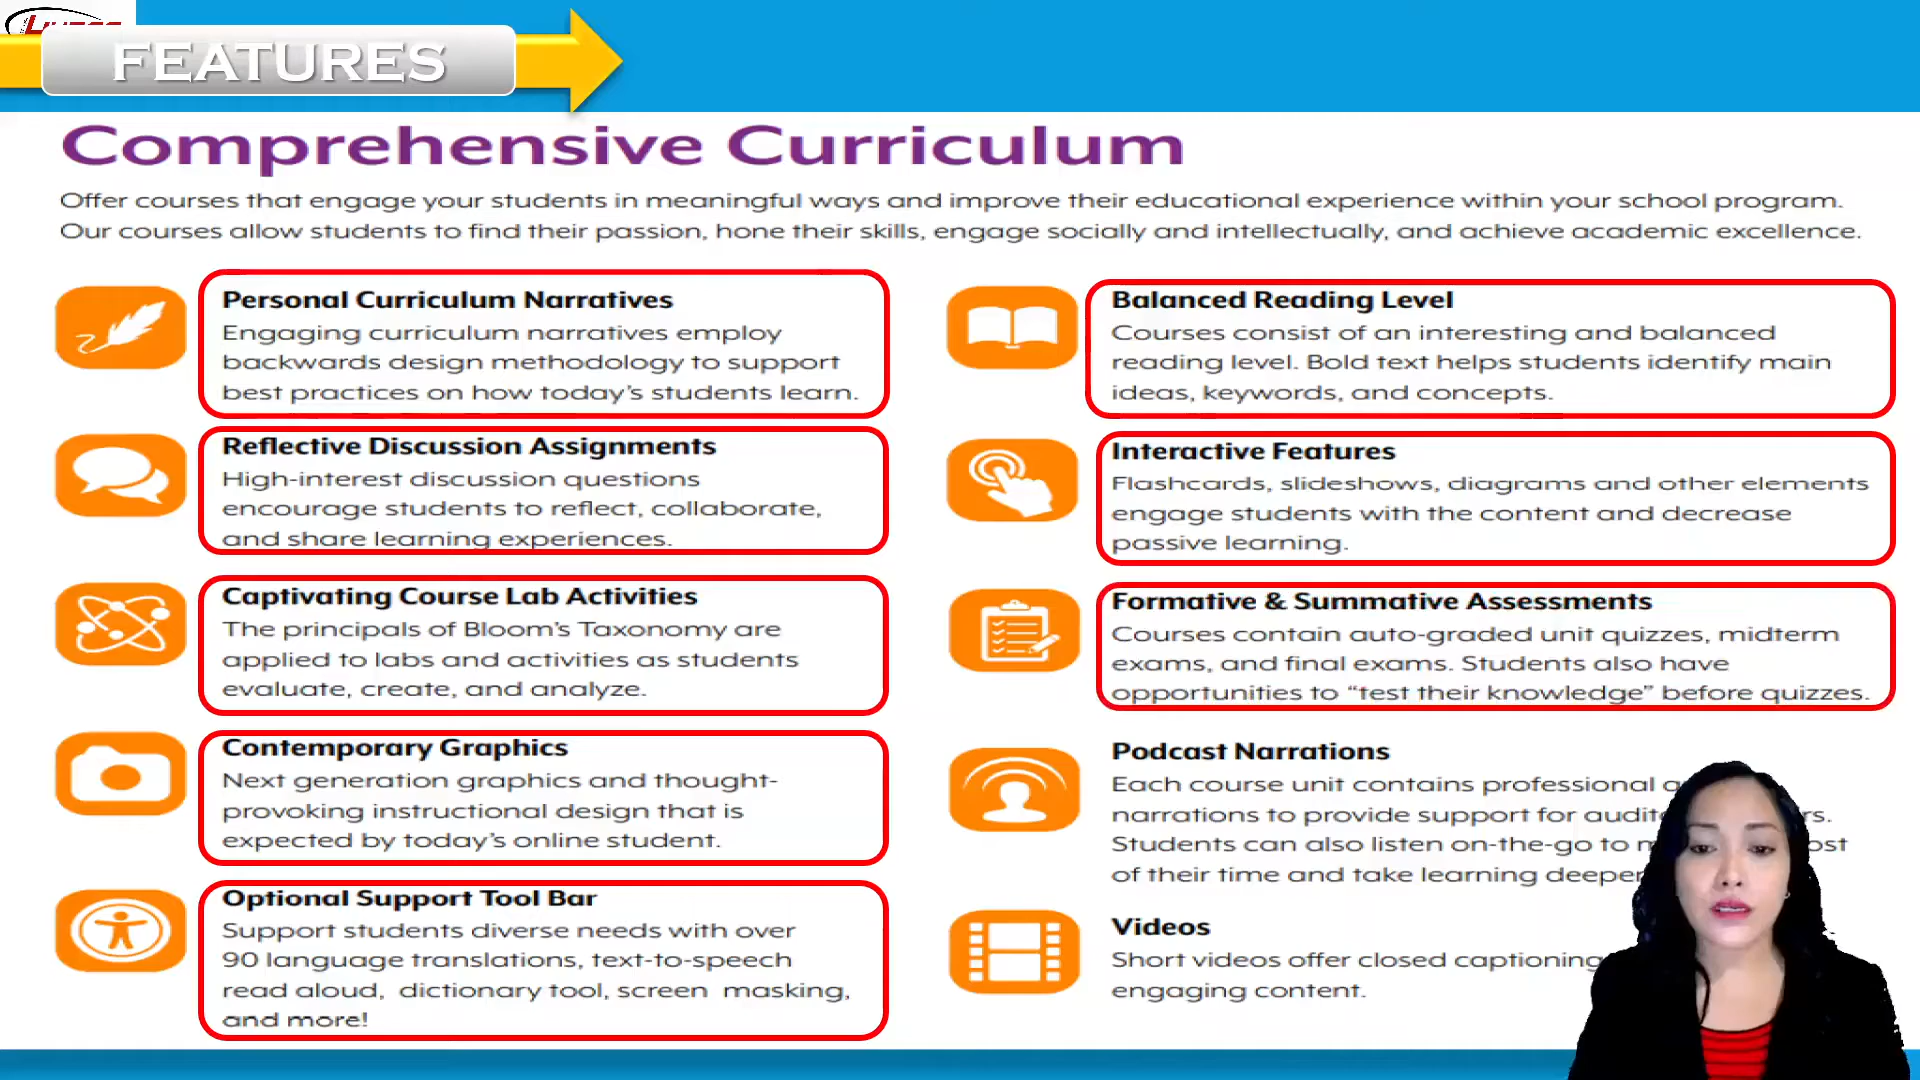 FEATURES
Comprehensive Curriculum
Offer courses that engage your students in meaningful ways and improve their educational experience within your school program.
Our courses allow students to find their passion, hone their skills, engage socially and intellectually, and achieve academic excellence.
Personal Curriculum Narratives
Engaging curriculum narratives employ
backwards design methodology to support
best practices on how today's students learn.
Reflective Discussion Assignments
High-interest discussion questions
encourage students to reflect, collaborate,
and share learning experiences.
Captivating Course Lab Activities
The principals of Bloom's Taxonomy are
applied to labs and activities as students
evaluate, create, and analyze.
Contemporary Graphics
Next generation graphics and thought-
provoking instructional design that is
expected by today's online student.
Optional Support Tool Bar
Support students diverse needs with over
90 language translations, text-to-speech
read aloud, dictionary tool, screen masking,
and more!
Balanced Reading Level
Courses consist of an interesting and balanced
reading level. Bold text helps students identify main
ideas, keywords, and concepts.
Interactive Features
Flashcards, slideshows, diagrams and other elements
engage students with the content and decrease
passive learning.
Formative & Summative Assessments
Courses contain auto-graded unit quizzes, midterm
exams, and final exams. Students also have
opportunities to "test their knowledge" before quizzes.
Podcast Narrations
Each course unit contains professional
narrations to provide support for
Students can also listen on-the-go to
of their time and take learning deeper
Videos
Short videos offer closed captioning
engaging content.